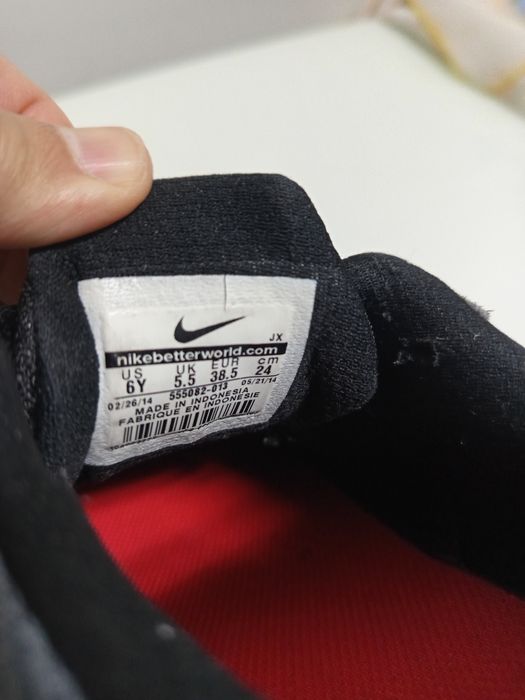 JX
nikebetterworld.com
US UK EUR cm
6Y 5.5 38.5 24
02/26/14 555082-013 05/21/14
MADE IN INDONESIA
FABRIQUE EN INDONESIE